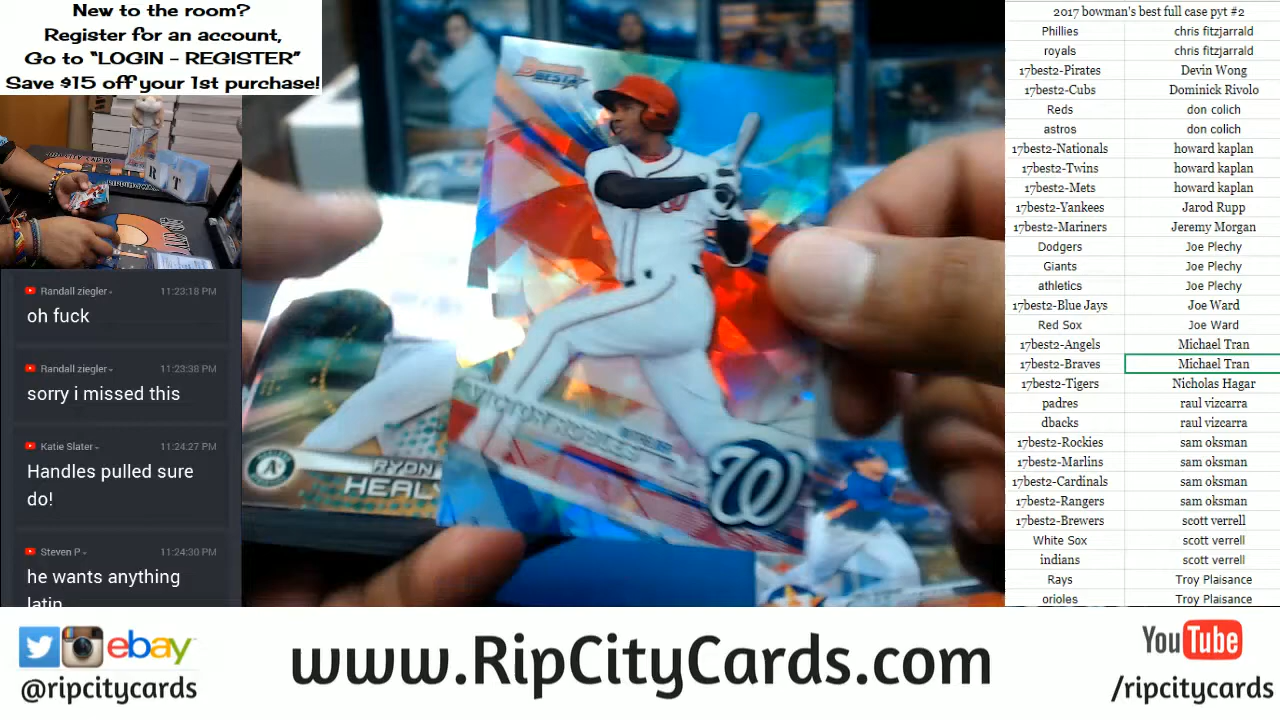 New to the room?
Register for an account,
Go to “LOGIN - REGISTER”
Save $15 off your 1st purchase!
R T
Randall ziegler
11:23:18 PM
oh fuck
Randall ziegler
11:23:38 PM
sorry i missed this
Katie Slater
11:24:27 PM
Handles pulled sure
do!
Steven P
11:24:30 PM
he wants anything
latin
BEST
W
W
RYON
HEALY
2017 bowman's best full case pyt #2
Phillies chris fitzjarrald
royals chris fitzjarrald
17best2-Pirates Devin Wong
17best2-Cubs Dominick Rivolo
Reds don colich
astros don colich
17best2-Nationals howard kaplan
17best2-Twins howard kaplan
17best2-Mets howard kaplan
17best2-Yankees Jarod Rupp
17best2-Mariners Jeremy Morgan
Dodgers Joe Plechy
Giants Joe Plechy
athletics Joe Plechy
17best2-Blue Jays Joe Ward
Red Sox Joe Ward
17best2-Angels Michael Tran
17best2-Braves Michael Tran
17best2-Tigers Nicholas Hagar
padres raul vizcarra
dbacks raul vizcarra
17best2-Rockies sam oksman
17best2-Marlins sam oksman
17best2-Cardinals sam oksman
17best2-Rangers sam oksman
17best2-Brewers scott verrell
White Sox scott verrell
indians scott verrell
Rays Troy Plaisance
orioles Troy Plaisance
ebay
@ripcitycards
www.RipCityCards.com
YouTube
/ripcitycards